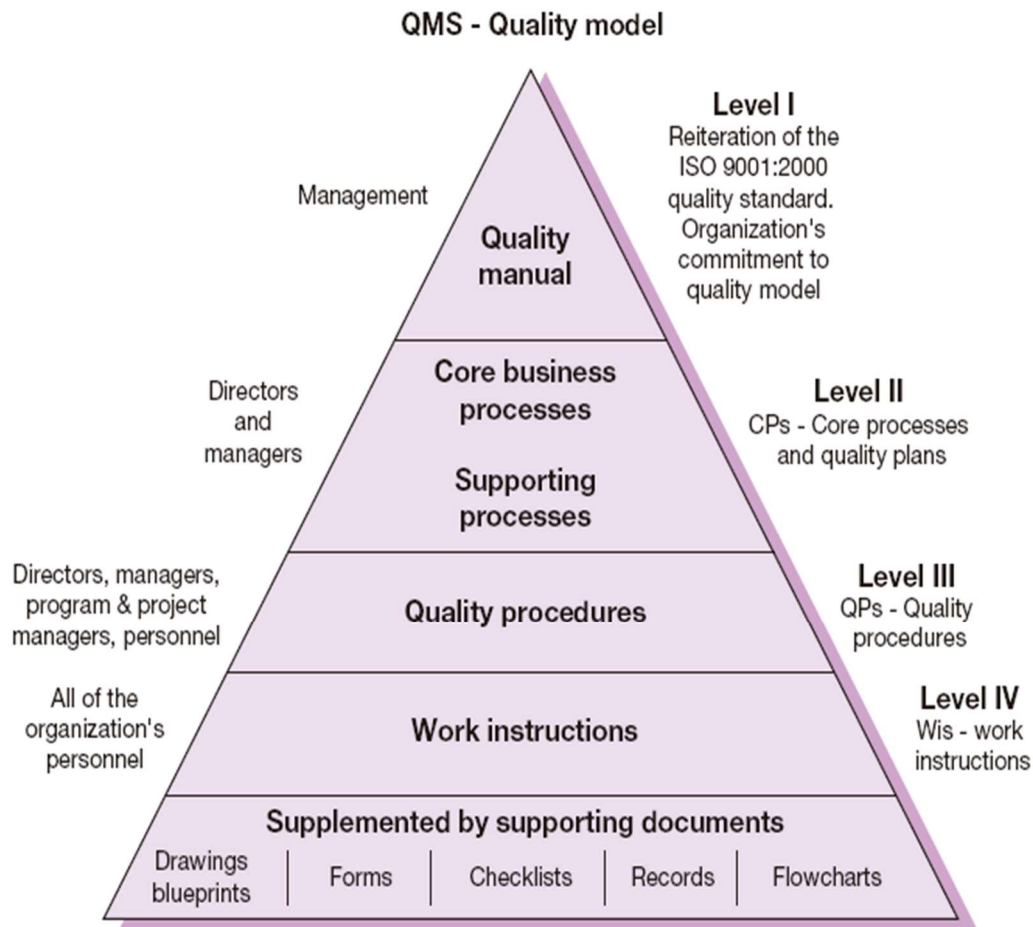 QMS - Quality model
Management
Quality
manual
Level I
Reiteration of the
ISO 9001:2000
quality standard.
Organization's
commitment to
quality model
Directors
and
managers
Core business
processes
Supporting
processes
Level II
CPs - Core processes
and quality plans
Directors, managers,
program & project
managers, personnel
Quality procedures
Level III
QPs - Quality
procedures
All of the
organization's
personnel
Work instructions
Level IV
Wis - work
instructions
Supplemented by supporting documents
Drawings
blueprints
Forms
Checklists
Records
Flowcharts